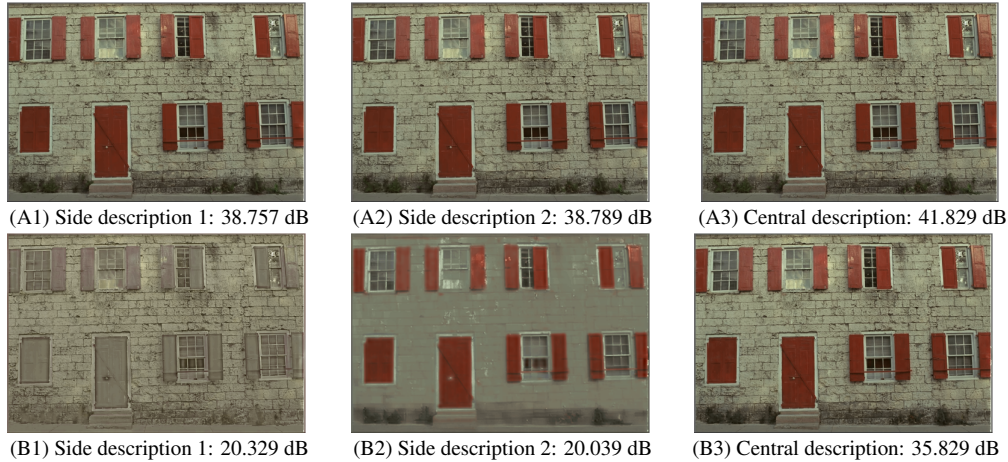 (A1) Side description 1: 38.757 dB
(A2) Side description 2: 38.789 dB
(A3) Central description: 41.829 dB
(B1) Side description 1: 20.329 dB
(B2) Side description 2: 20.039 dB
(B3) Central description: 35.829 dB